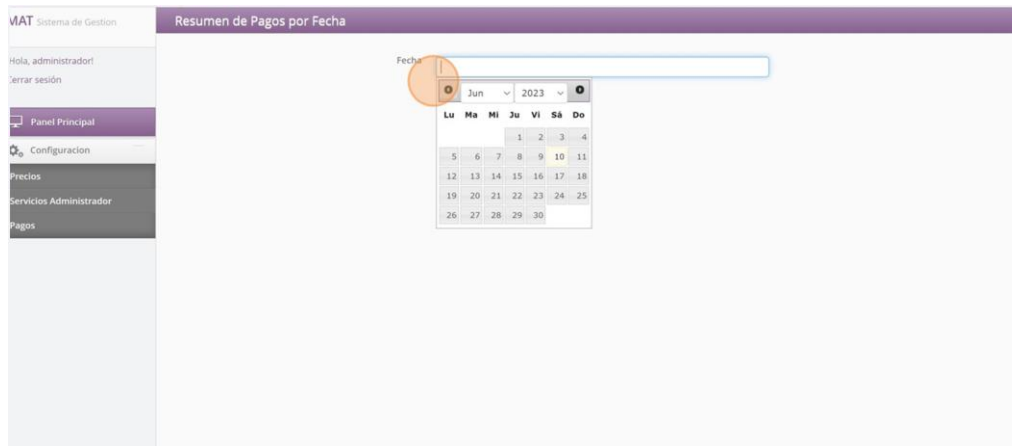 MAT Sistema de Gestion
Resumen de Pagos por Fecha
Hola, administrador!
Cerrar sesión
Panel Principal
Configuracion
Precios
Servicios Administrador
Pagos
Fecha
Jun 2023
Lu Ma Mi Ju Vi Sá Do
1 2 3 4
5 6 7 8 9 10 11
12 13 14 15 16 17 18
19 20 21 22 23 24 25
26 27 28 29 30